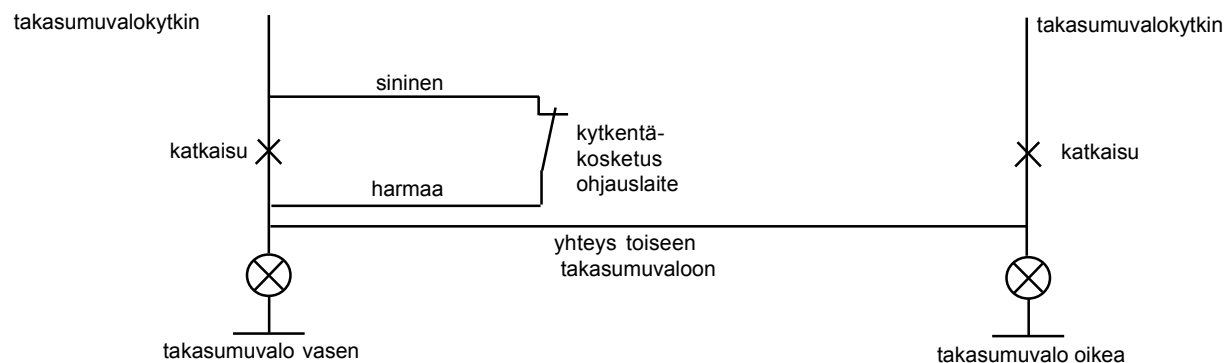 takasumuvalokytkin
takasumuvalokytkin
sininen
kytkentä-
kosketus
ohjauslaite
katkaisu
katkaisu
harmaa
yhteys toiseen
takasumuvaloon
takasumuvalo vasen
takasumuvalo oikea